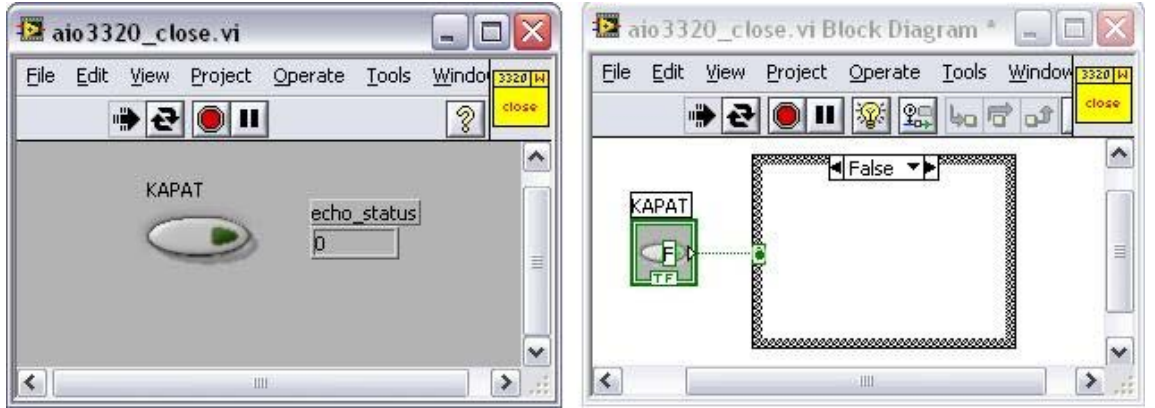 aio3320_close.vi
File Edit View Project Operate Tools Windo
3320
close
KAPAT
echo_status
0
aio3320_close.vi Block Diagram *
File Edit View Project Operate Tools Window
3320
close
False
KAPAT
F
TF